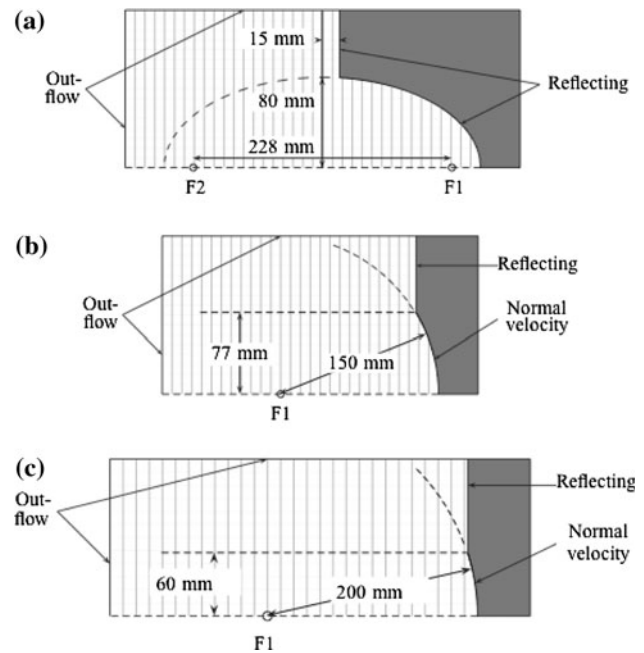 (a)
15 mm
Out-
flow
80 mm
Reflecting
228 mm
F2
F1
(b)
Reflecting
Out-
flow
Normal
velocity
77 mm
150 mm
F1
(c)
Out-
flow
Reflecting
Normal
velocity
60 mm
200 mm
F1